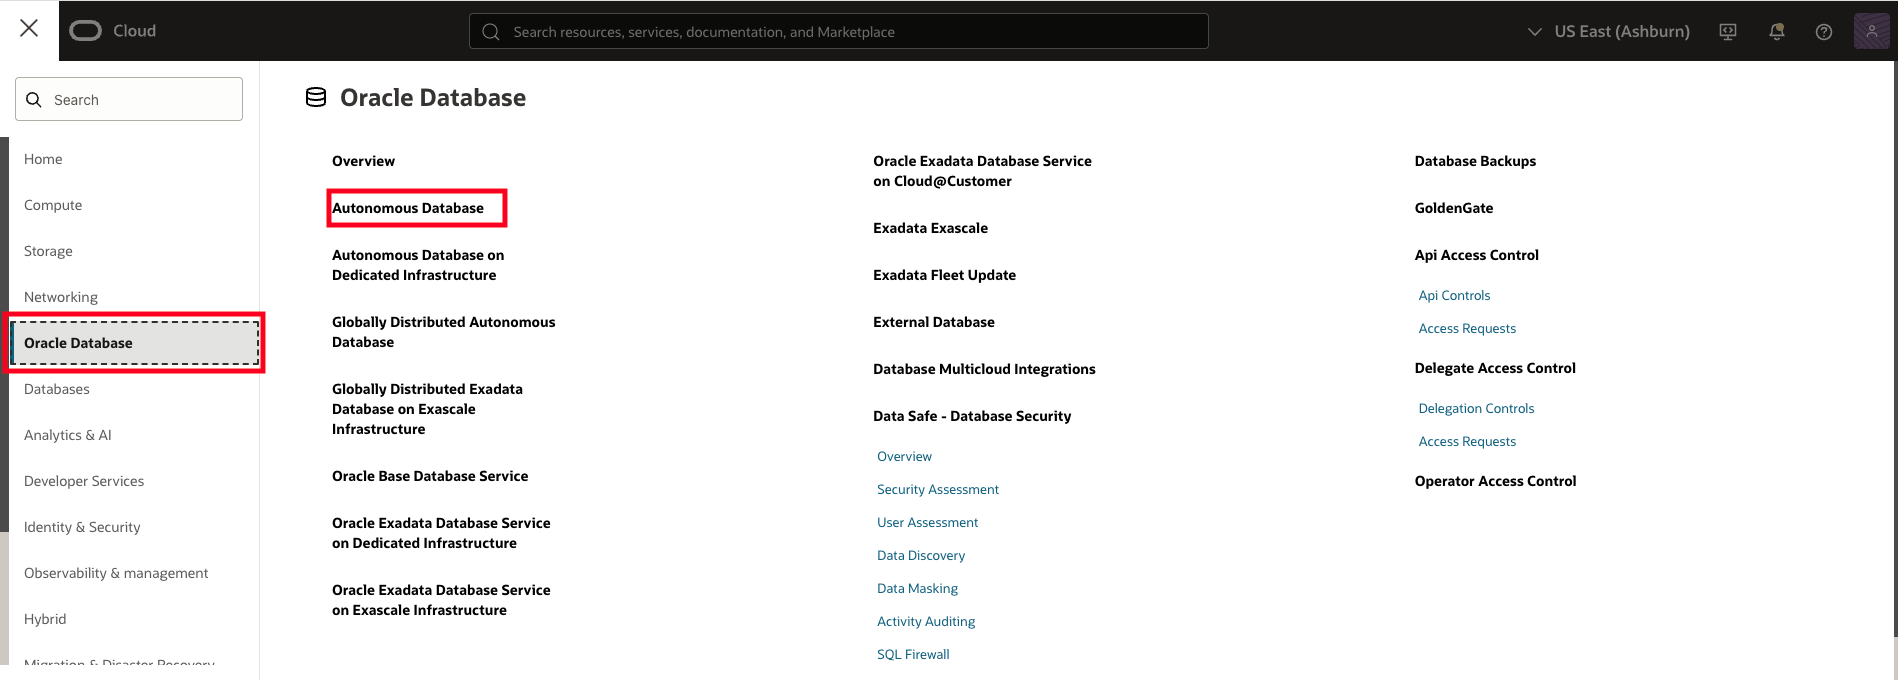 Cloud
Search resources, services, documentation, and Marketplace
US East (Ashburn)
Search
Home
Compute
Storage
Networking
Oracle Database
Databases
Analytics & AI
Developer Services
Identity & Security
Observability & management
Hybrid
Migration & Disaster Recovery
Oracle Database
Overview
Autonomous Database
Autonomous Database on
Dedicated Infrastructure
Globally Distributed Autonomous
Database
Globally Distributed Exadata
Database on Exascale
Infrastructure
Oracle Base Database Service
Oracle Exadata Database Service
on Dedicated Infrastructure
Oracle Exadata Database Service
on Exascale Infrastructure
Oracle Exadata Database Service
on Cloud@Customer
Exadata Exascale
Exadata Fleet Update
External Database
Database Multicloud Integrations
Data Safe - Database Security
Overview
Security Assessment
User Assessment
Data Discovery
Data Masking
Activity Auditing
SQL Firewall
Database Backups
GoldenGate
Api Access Control
Api Controls
Access Requests
Delegate Access Control
Delegation Controls
Access Requests
Operator Access Control